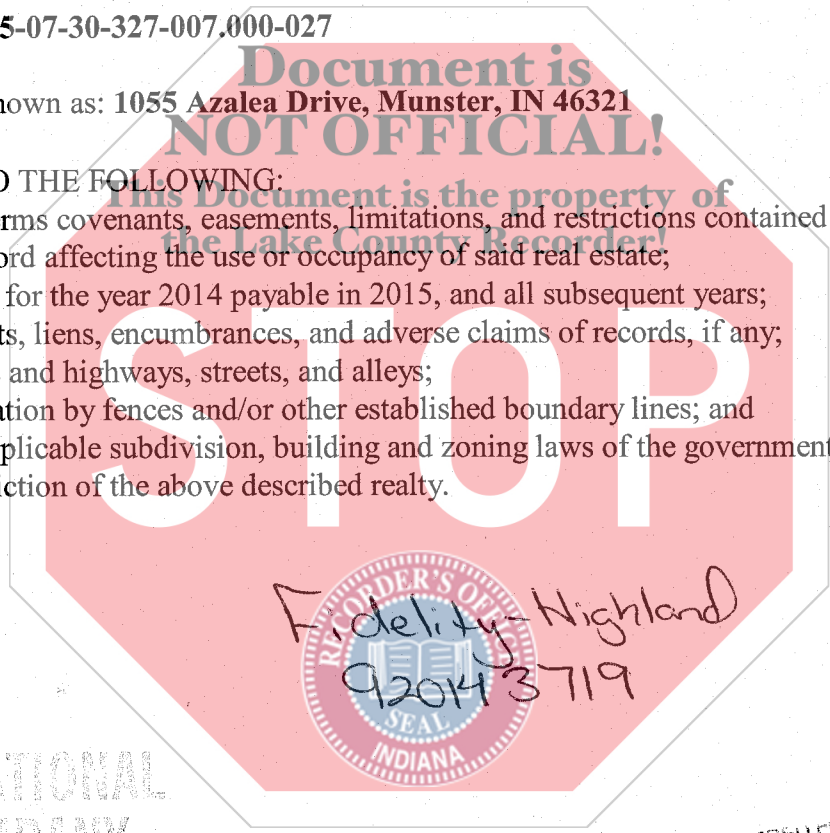 5-07-30-327-007.000-027
Document is
nown as: 1055 Azalea Drive, Munster, IN 46321
NOT OFFICIAL!
O THE FOLLOWING:
This Document is the property of
rms covenants, easements, limitations, and restrictions contained
the Lake County Recorder!
ord affecting the use or occupancy of said real estate;
for the year 2014 payable in 2015, and all subsequent years;
ts, liens, encumbrances, and adverse claims of records, if any;
and highways, streets, and alleys;
ation by fences and/or other established boundary lines; and
plicable subdivision, building and zoning laws of the government
iction of the above described realty.
STOP
RECORDER'S OFFICE
Fidelity-Highland
920143719
SEAL
INDIANA
ATIONAL